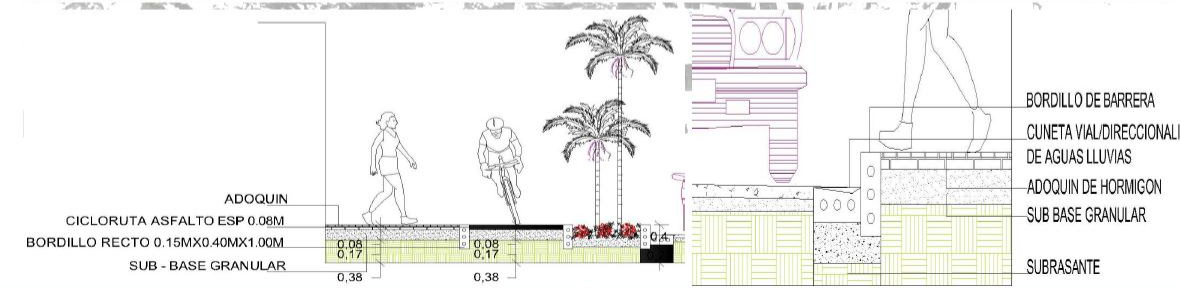 ADOQUIN
CICLORUTA ASFALTO ESP 0.08M
BORDILLO RECTO 0.15MX0.40MX1.00M
SUB - BASE GRANULAR
0,08
0,17
0,38
0,08
0,17
0,38
0,4
BORDILLO DE BARRERA
CUNETA VIAL/DIRECCIONALI
DE AGUAS LLUVIAS
ADOQUIN DE HORMIGON
SUB BASE GRANULAR
SUBRASANTE